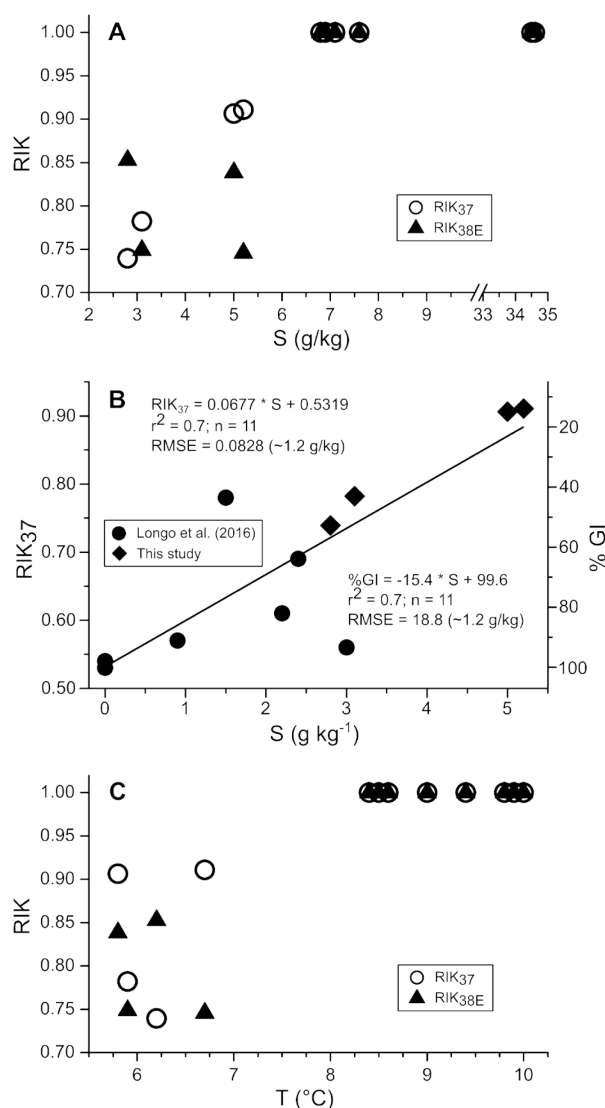 A
1.00
0.95
0.90
0.85
0.80
0.75
0.70
RIK
RIK37
RIK38E
2 3 4 5 6 7 8 9 33 34 35
S (g/kg)
B
RIK37 = 0.0677 * S + 0.5319
r2 = 0.7; n = 11
RMSE = 0.0828 (~1.2 g/kg)
0.90
0.80
0.70
0.60
0.50
RIK37
Longo et al. (2016)
This study
%GI = -15.4 * S + 99.6
r2 = 0.7; n = 11
RMSE = 18.8 (~1.2 g/kg)
20
40
60
80
100
% GI
0 1 2 3 4 5
S (g kg-1)
C
1.00
0.95
0.90
0.85
0.80
0.75
0.70
RIK
RIK37
RIK38E
6 7 8 9 10
T (°C)